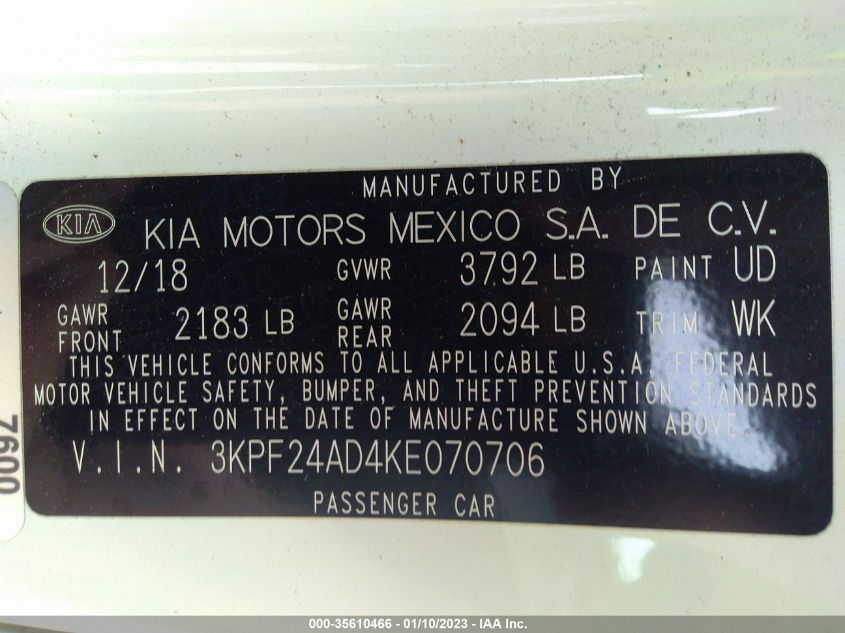 MANUFACTURED BY
KIA KIA MOTORS MEXICO S.A. DE C.V.
12/18 GVWR 3792 LB PAINT UD
GAWR FRONT 2183 LB GAWR REAR 2094 LB TRIM WK
THIS VEHICLE CONFORMS TO ALL APPLICABLE U.S.A. FEDERAL
MOTOR VEHICLE SAFETY, BUMPER, AND THEFT PREVENTION STANDARDS
IN EFFECT ON THE DATE OF MANUFACTURE SHOWN ABOVE.
V.I.N. 3KPF24AD4KE070706
PASSENGER CAR
000-35610466 - 01/10/2023 - IAA Inc.